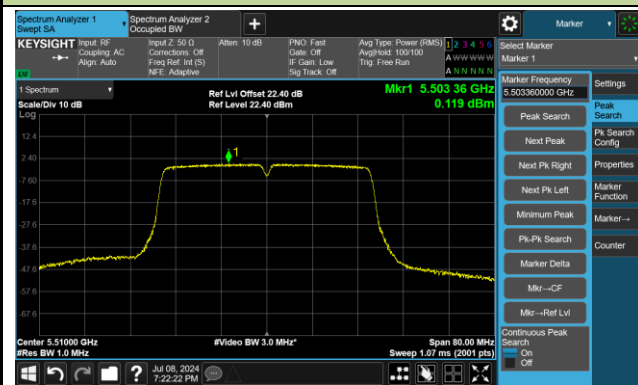 Spectrum Analyzer 1
Swept SA
Spectrum Analyzer 2
Occupied BW
+
Marker
KEYSIGHT
Input: RF
Coupling: AC
Align: Auto
Input Z: 50 Ω
Corrections: Off
Freq Ref: Int (S)
NFE: Adaptive
Atten: 10 dB
PNO: Fast
Gate: Off
IF Gain: Low
Sig Track: Off
Avg Type: Power (RMS)
Avg|Hold: 100/100
Trig: Free Run
1 2 3 4 5 6
A W W W W W
A N N N N N
Select Marker
Marker 1
1 Spectrum
Scale/Div 10 dB
Log
Ref Lvl Offset 22.40 dB
Ref Level 22.40 dBm
Mkr1 5.503 36 GHz
0.119 dBm
12.4
2.40
-7.60
-17.6
-27.6
-37.6
-47.6
-57.6
-67.6
1
Center 5.51000 GHz
#Res BW 1.0 MHz
#Video BW 3.0 MHz*
Span 80.00 MHz
Sweep 1.07 ms (2001 pts)
Marker Frequency
5.503360000 GHz
Peak Search
Next Peak
Next Pk Right
Next Pk Left
Minimum Peak
Pk-Pk Search
Marker Delta
Mkr→CF
Mkr→Ref Lvl
Continuous Peak
Search
On
Off
Settings
Peak
Search
Pk Search
Config
Properties
Marker
Function
Marker→
Counter
?
Jul 08, 2024
7:22:22 PM